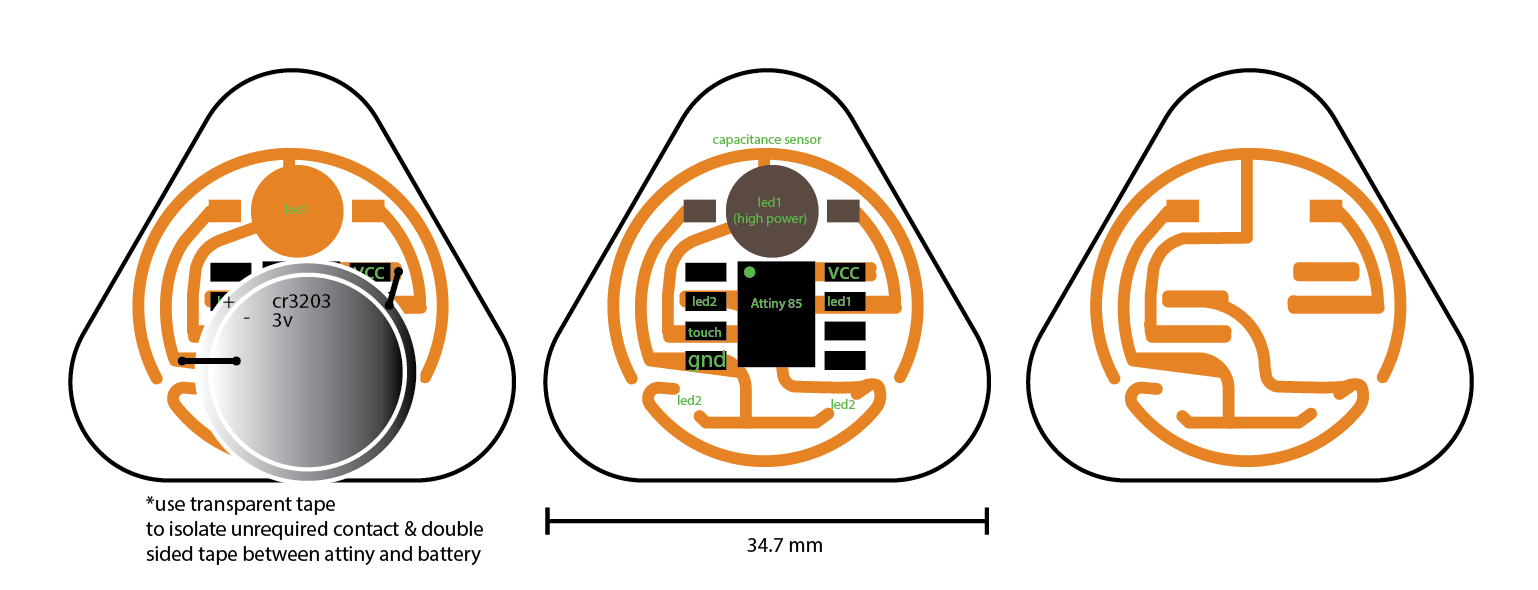 led1
VCC
+
cr3203
-
3v
*use transparent tape
to isolate unrequired contact & double
sided tape between attiny and battery
capacitance sensor
led1
(high power)
VCC
led2
Attiny 85
led1
touch
gnd
led2
led2
34.7 mm